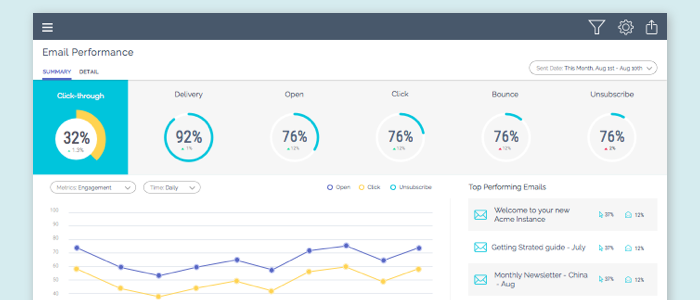 Email Performance
SUMMARY DETAIL
Sent Date: This Month, Aug 1st - Aug 10th
Click-through
32%
1.3%
Delivery
92%
1%
Open
76%
10%
Click
76%
10%
Bounce
76%
10%
Unsubscribe
76%
2%
Metrics: Engagement
Time: Daily
Open Click Unsubscribe
100
90
80
70
60
50
40
Top Performing Emails
Welcome to your new
Acme Instance
37% 12%
Getting Strated guide - July
37% 12%
Monthly Newsletter - China
- Aug
37% 12%